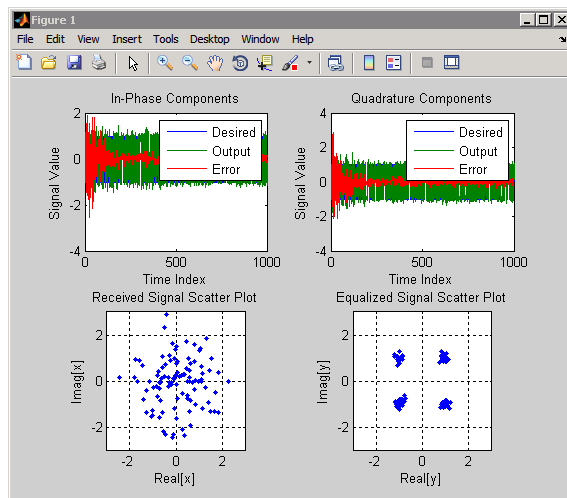 Figure 1
File Edit View Insert Tools Desktop Window Help
In-Phase Components
Quadrature Components
2
0
-2
-4
Signal Value
Desired
Output
Error
0
500
1000
Time Index
4
2
0
-2
-4
Signal Value
Desired
Output
Error
0
500
1000
Time Index
Received Signal Scatter Plot
Equalized Signal Scatter Plot
2
0
-2
Imag[x]
-2
0
2
Real[x]
2
0
-2
Imag[y]
-2
0
2
Real[y]